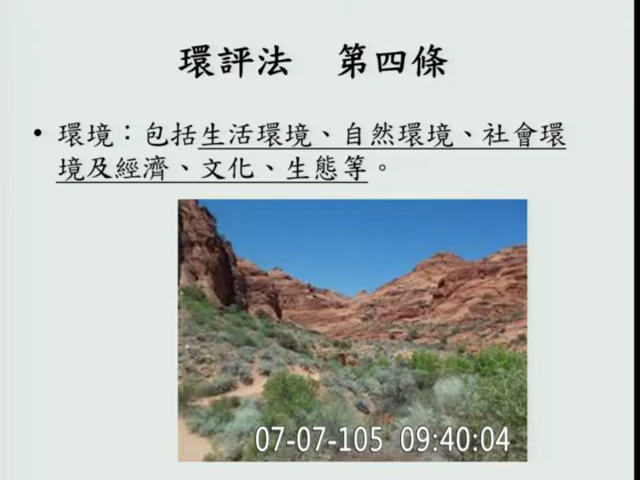 環評法　第四條
• 環境：包括生活環境、自然環境、社會環
境及經濟、文化、生態等。
07-07-105 09:40:04